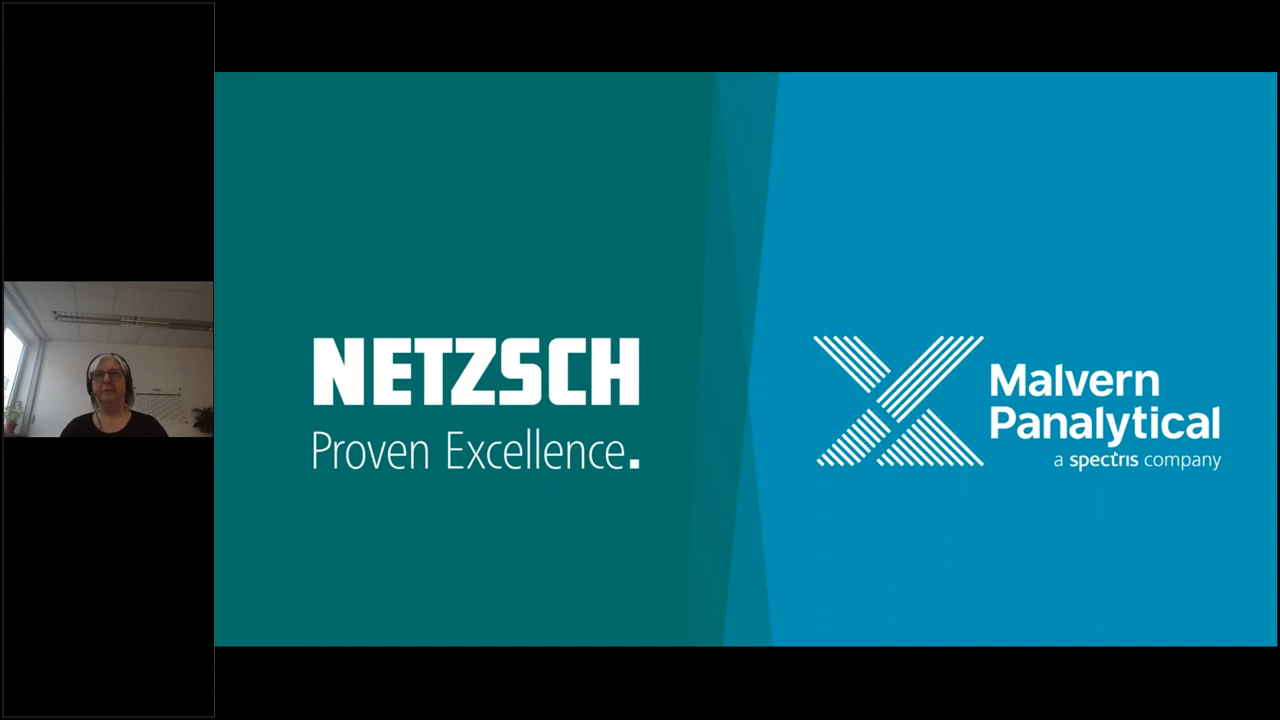 NETZSCH
Proven Excellence.
Malvern
Panalytical
a spectris company